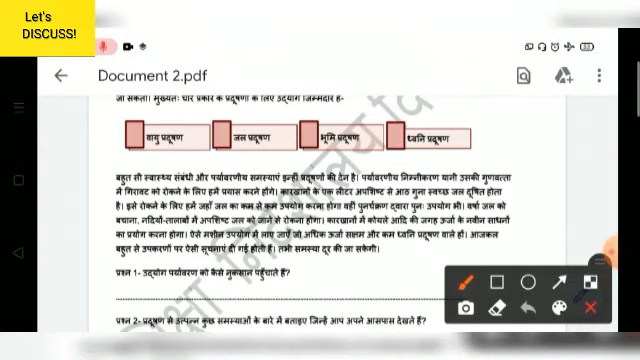 Let's
DISCUSS!
Document 2.pdf
जा सकता। मुख्यतः चार प्रकार के प्रदूषणों के लिए उद्योग जिम्मेदार हैं-
वायु प्रदूषण
जल प्रदूषण
भूमि प्रदूषण
ध्वनि प्रदूषण
बहुत सी स्वास्थ्य संबंधी और पर्यावरणीय समस्याएं इन्हीं प्रदूषणों की देन है। पर्यावरणीय निम्नीकरण यानी उसकी गुणवत्ता
में गिरावट को रोकने के लिए हमें प्रयास करने होंगे। कारखानों के एक लीटर अपशिष्ट से आठ गुना स्वच्छ जल दूषित होता
है। इसे रोकने के लिए हमें जहाँ जल का कम से कम उपयोग करना होगा वहीं पुनर्चक्रण द्वारा पुनः उपयोग भी। वर्षा जल को
बचाना, नदियों-तालाबों में अपशिष्ट जल को जाने से रोकना होगा। कारखानों में कोयले आदि की जगह ऊर्जा के नवीन साधनों
का प्रयोग करना होगा। ऐसे मशीन उपयोग में लाए जाएँ जो अधिक ऊर्जा सक्षम और कम ध्वनि प्रदूषण वाले हों। आजकल
बहुत से उपकरणों पर ऐसी सूचनाएं दी गई होती हैं। तभी समस्या दूर की जा सकेगी।
प्रश्न 1- उद्योग पर्यावरण को कैसे नुकसान पहुँचाते हैं?
प्रश्न 2- प्रदूषण से उत्पन्न कुछ समस्याओं के बारे में बताइए जिन्हें आप अपने आसपास देखते हैं?